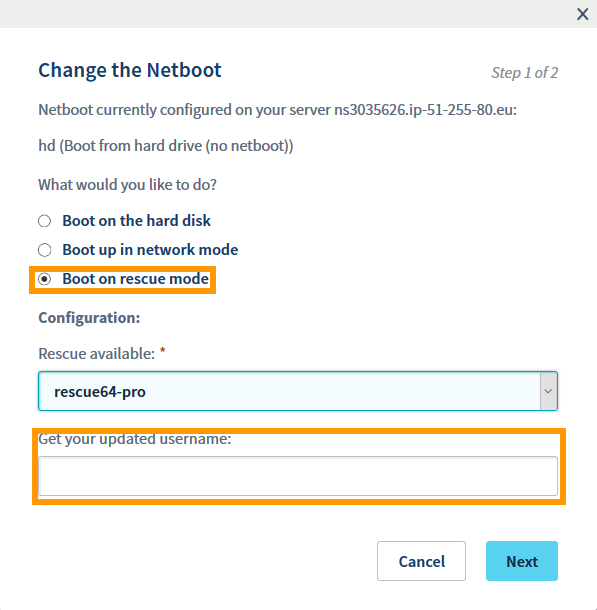 Change the Netboot
Step 1 of 2
Netboot currently configured on your server ns3035626.ip-51-255-80.eu:
hd (Boot from hard drive (no netboot))
What would you like to do?
Boot on the hard disk
Boot up in network mode
Boot on rescue mode
Configuration:
Rescue available: *
rescue64-pro
Get your updated username:
Cancel
Next